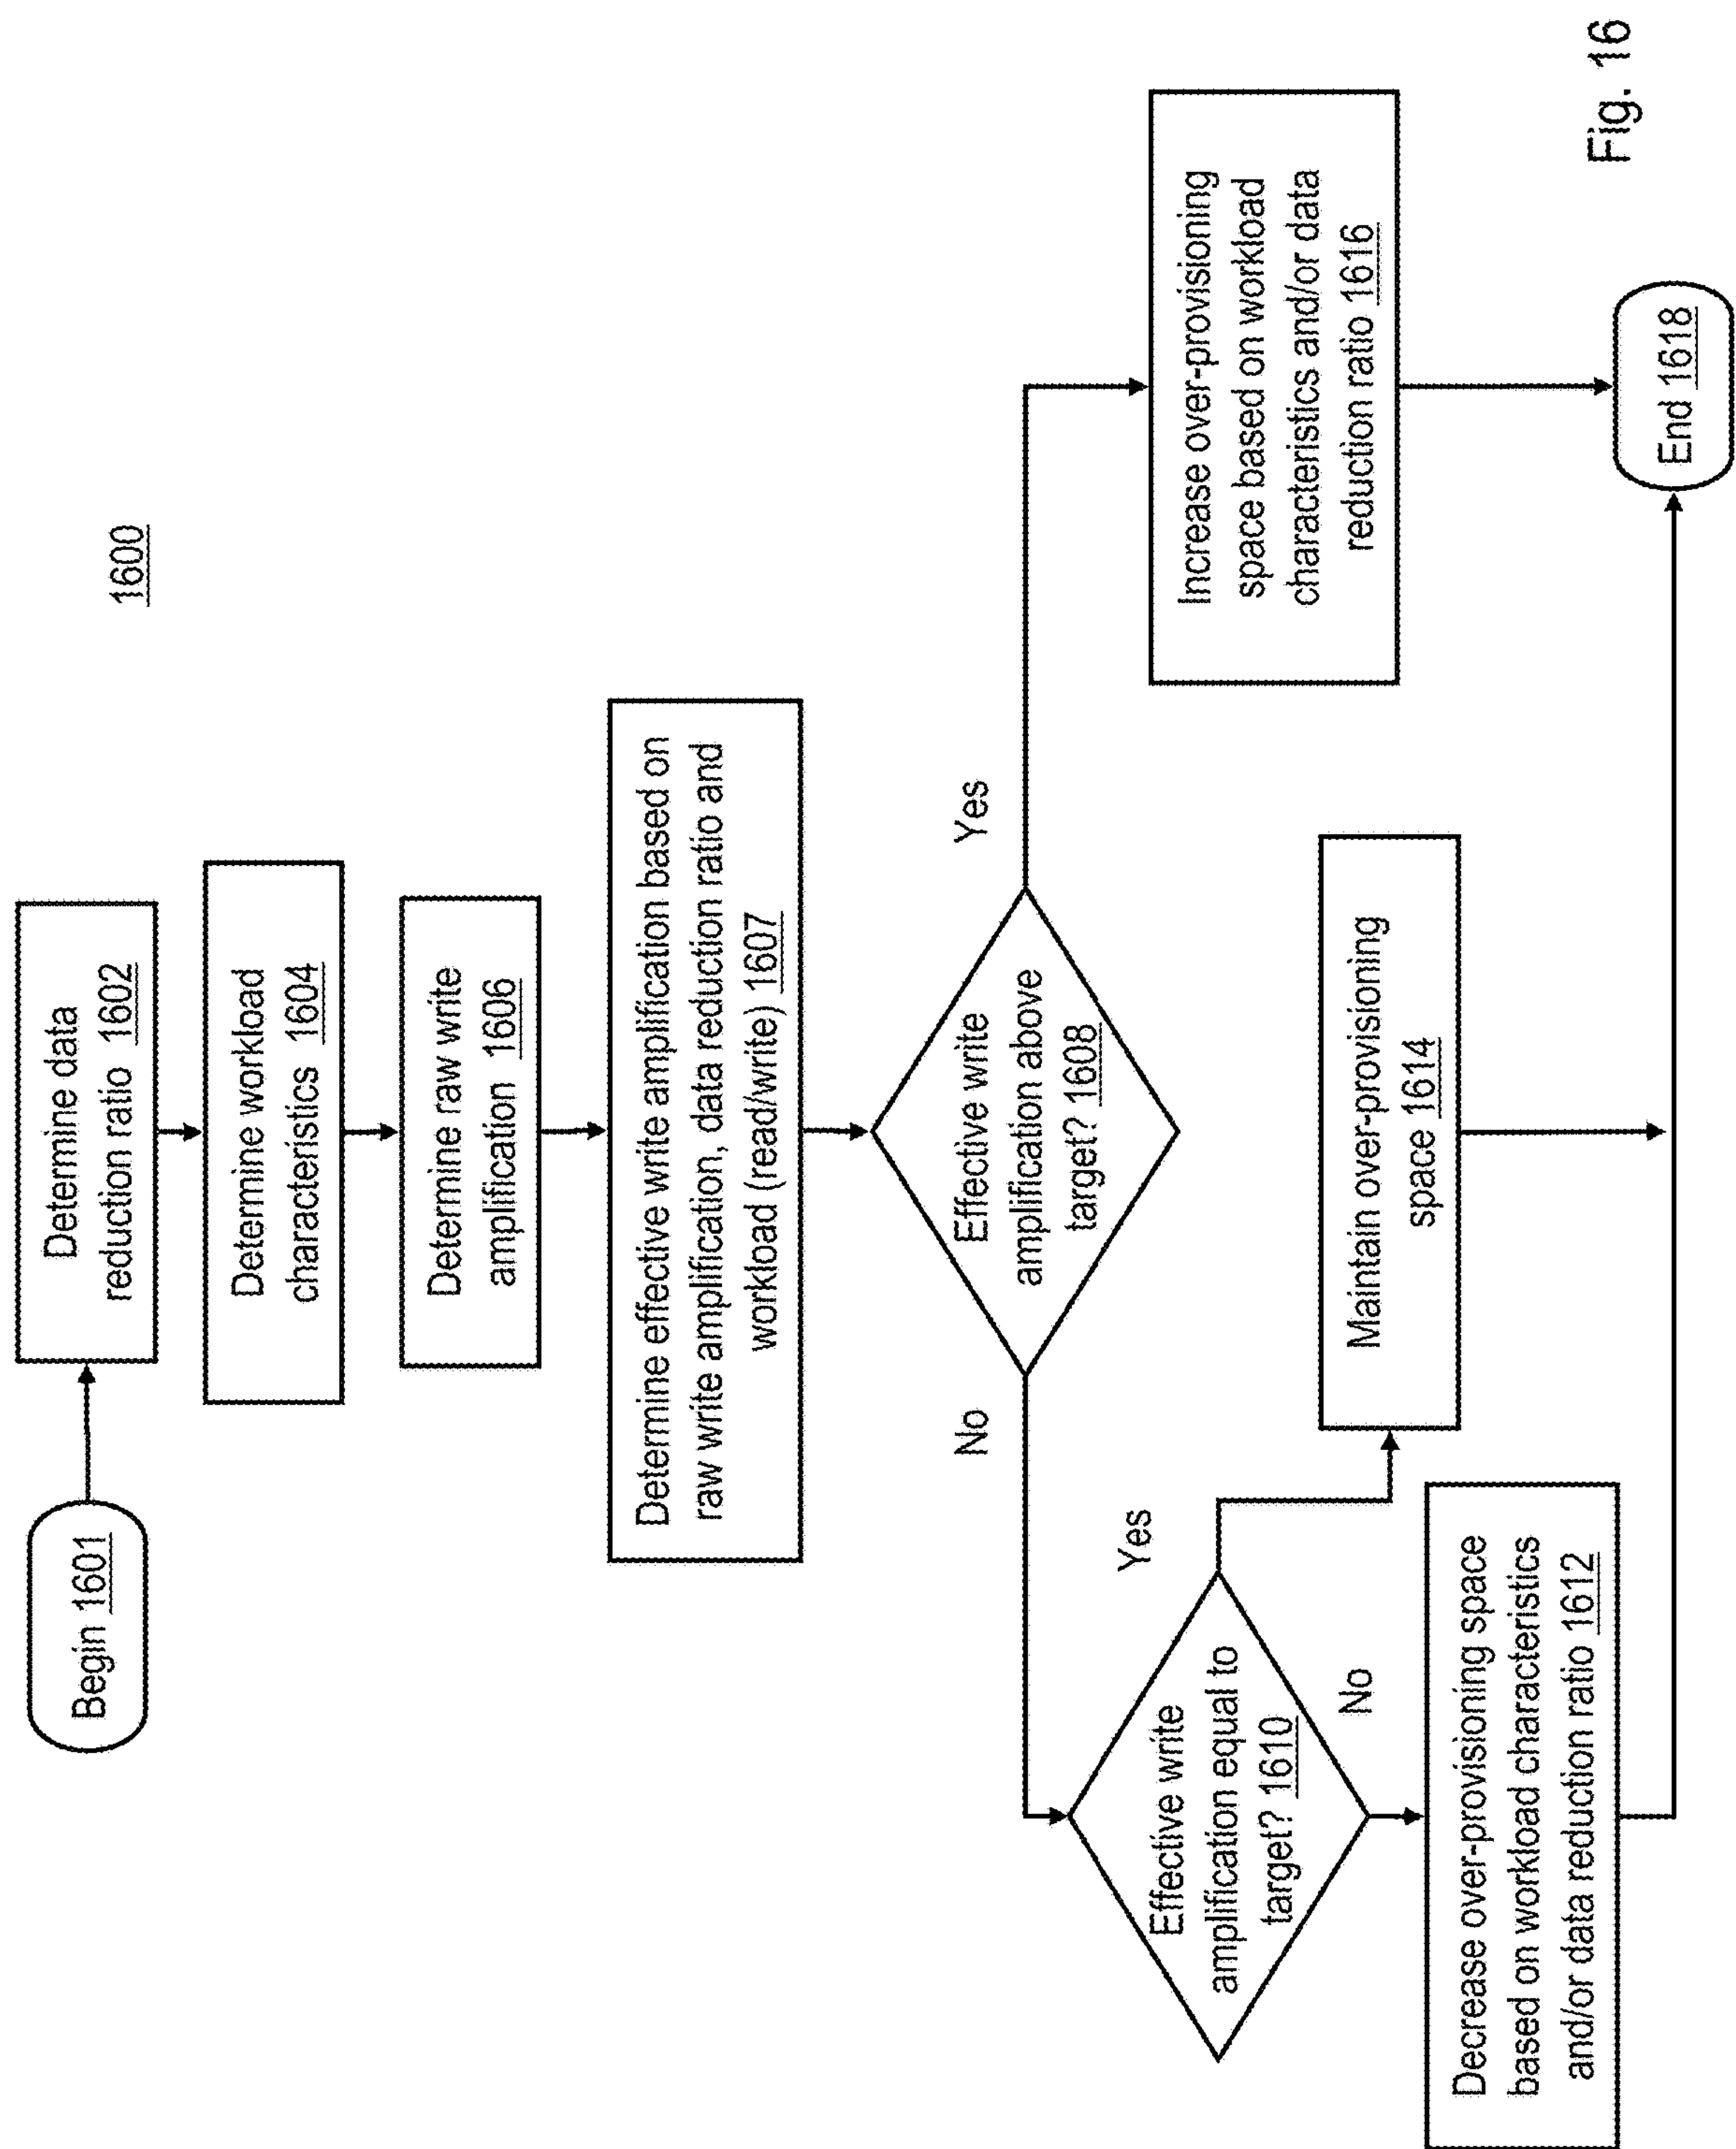 1600
Begin 1601
Determine data
reduction ratio 1602
Determine workload
characteristics 1604
Determine raw write
amplification 1606
Determine effective write amplification based on
raw write amplification, data reduction ratio and
workload (read/write) 1607
Effective write
amplification above
target? 1608
No
Yes
Effective write
amplification equal to
target? 1610
Yes
No
Maintain over-provisioning
space 1614
Increase over-provisioning
space based on workload
characteristics and/or data
reduction ratio 1616
Decrease over-provisioning space
based on workload characteristics
and/or data reduction ratio 1612
End 1618
Fig. 16